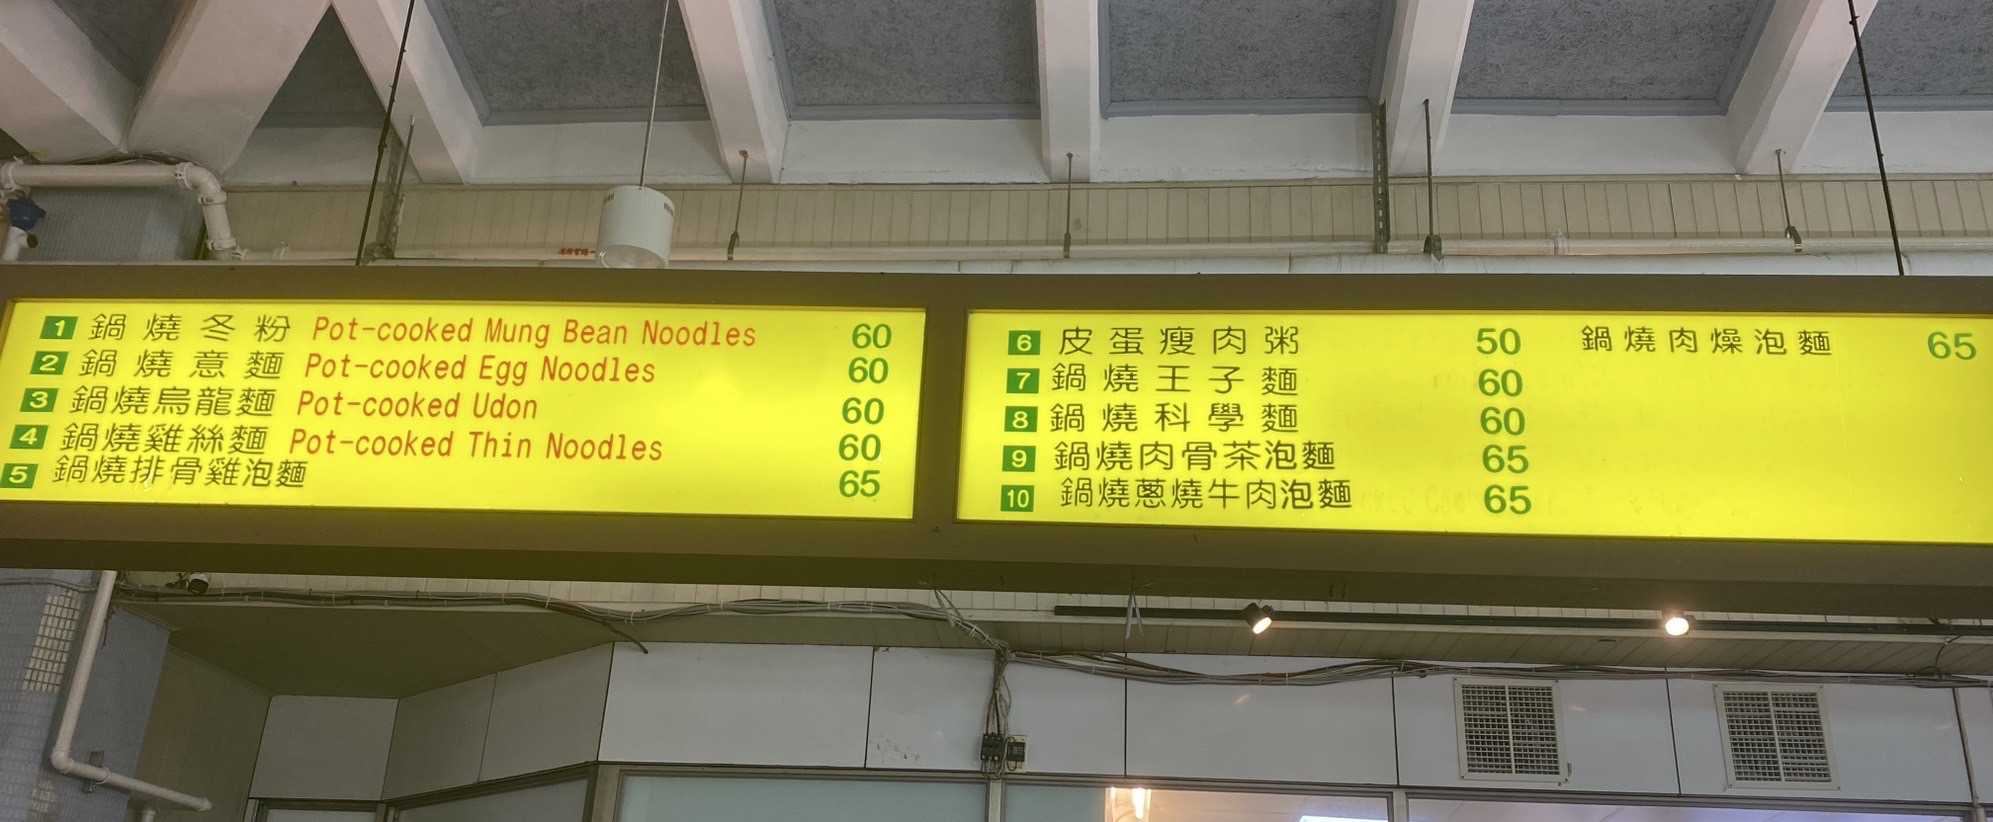 1 鍋燒冬粉 Pot-cooked Mung Bean Noodles 60
2 鍋燒意麵 Pot-cooked Egg Noodles 60
3 鍋燒烏龍麵 Pot-cooked Udon 60
4 鍋燒雞絲麵 Pot-cooked Thin Noodles 60
5 鍋燒排骨雞泡麵 65
6 皮蛋瘦肉粥 50
7 鍋燒王子麵 60
8 鍋燒科學麵 60
9 鍋燒肉骨茶泡麵 65
10 鍋燒蔥燒牛肉泡麵 65
鍋燒肉燥泡麵 65